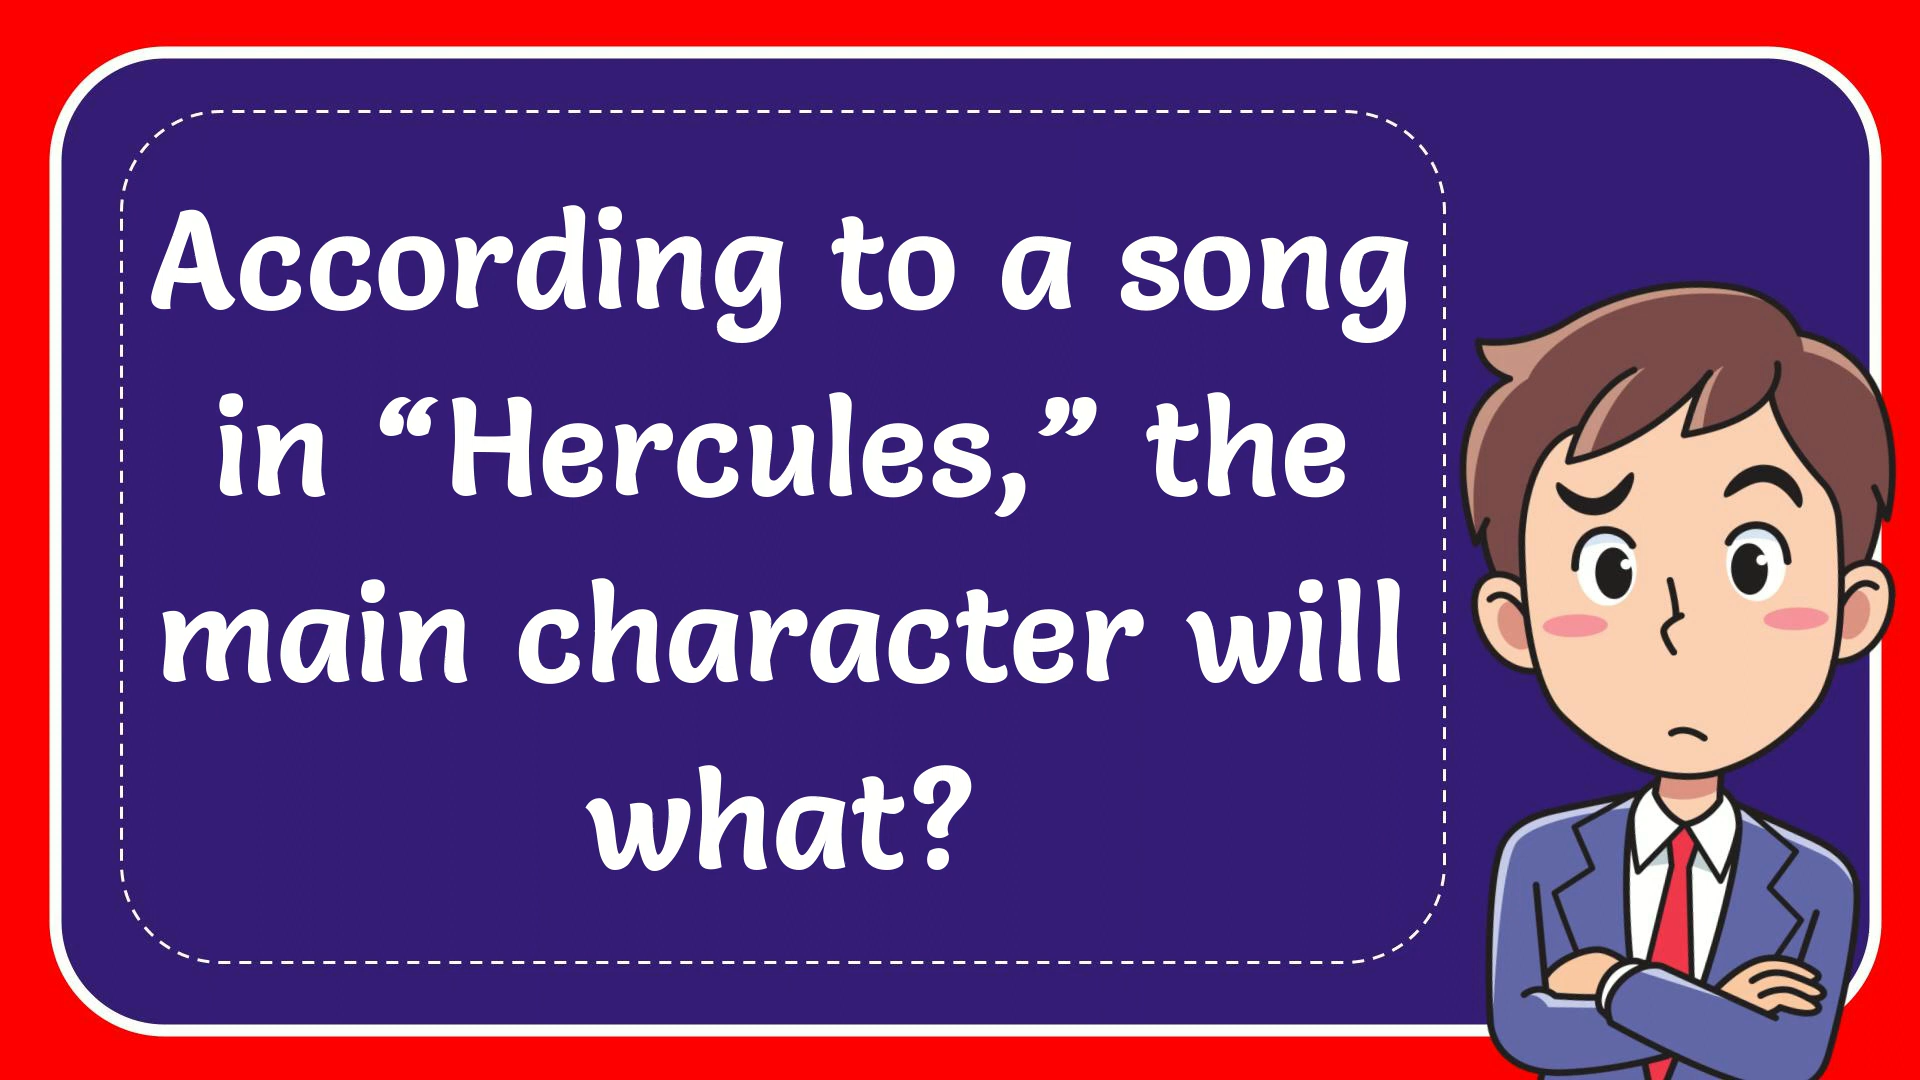 According to a song
in “Hercules,” the
main character will
what?